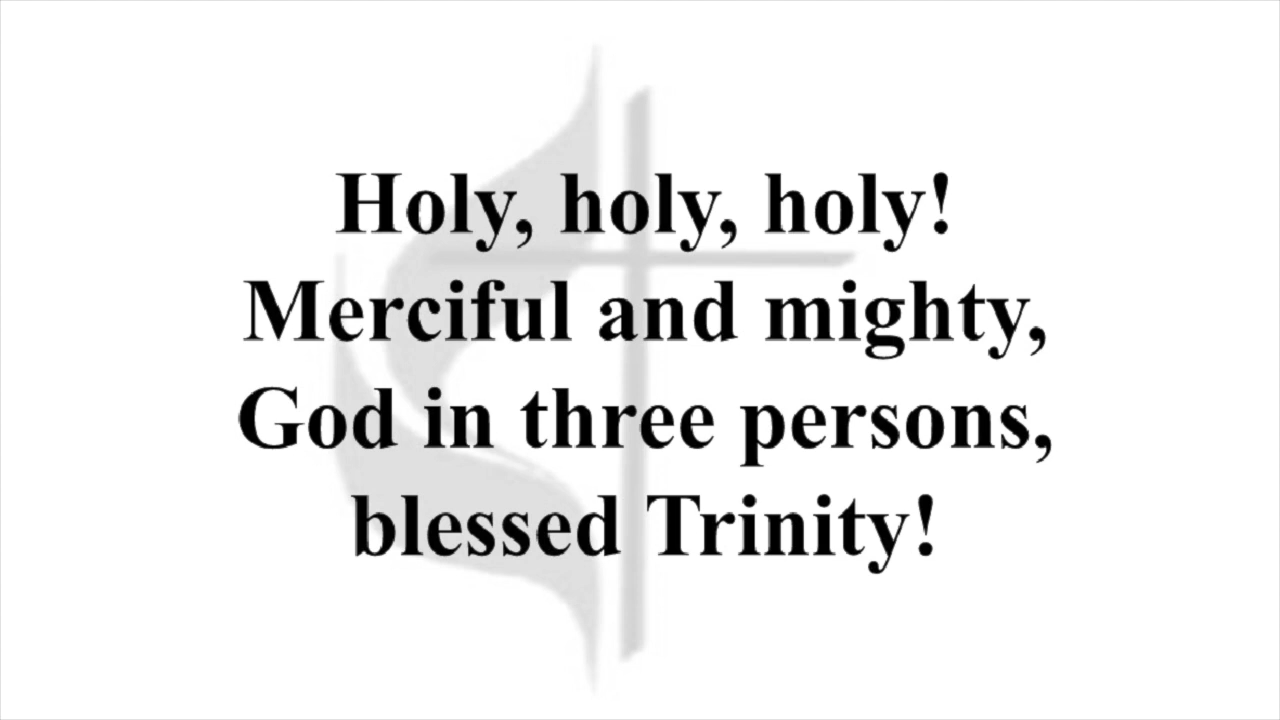 Holy, holy, holy!
Merciful and mighty,
God in three persons,
blessed Trinity!